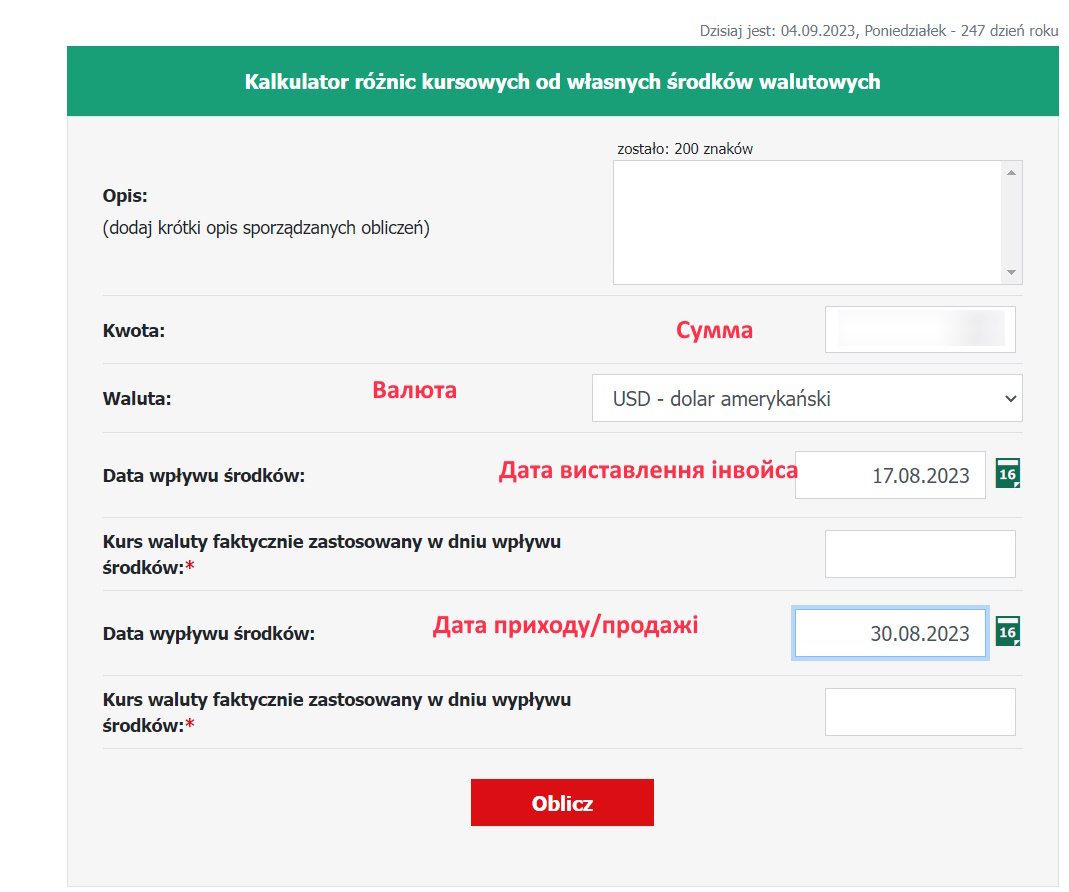 Dzisiaj jest: 04.09.2023, Poniedziałek - 247 dzień roku
Kalkulator różnic kursowych od własnych środków walutowych
zostało: 200 znaków
Opis:
(dodaj krótki opis sporządzanych obliczeń)
Kwota:
Сумма
Waluta:
Валюта
USD - dolar amerykański
Data wpływu środków:
Дата виставлення інвойса
17.08.2023
16
Kurs waluty faktycznie zastosowany w dniu wpływu
środków:*
Data wypływu środków:
Дата приходу/продажі
30.08.2023
16
Kurs waluty faktycznie zastosowany w dniu wypływu
środków:*
Oblicz